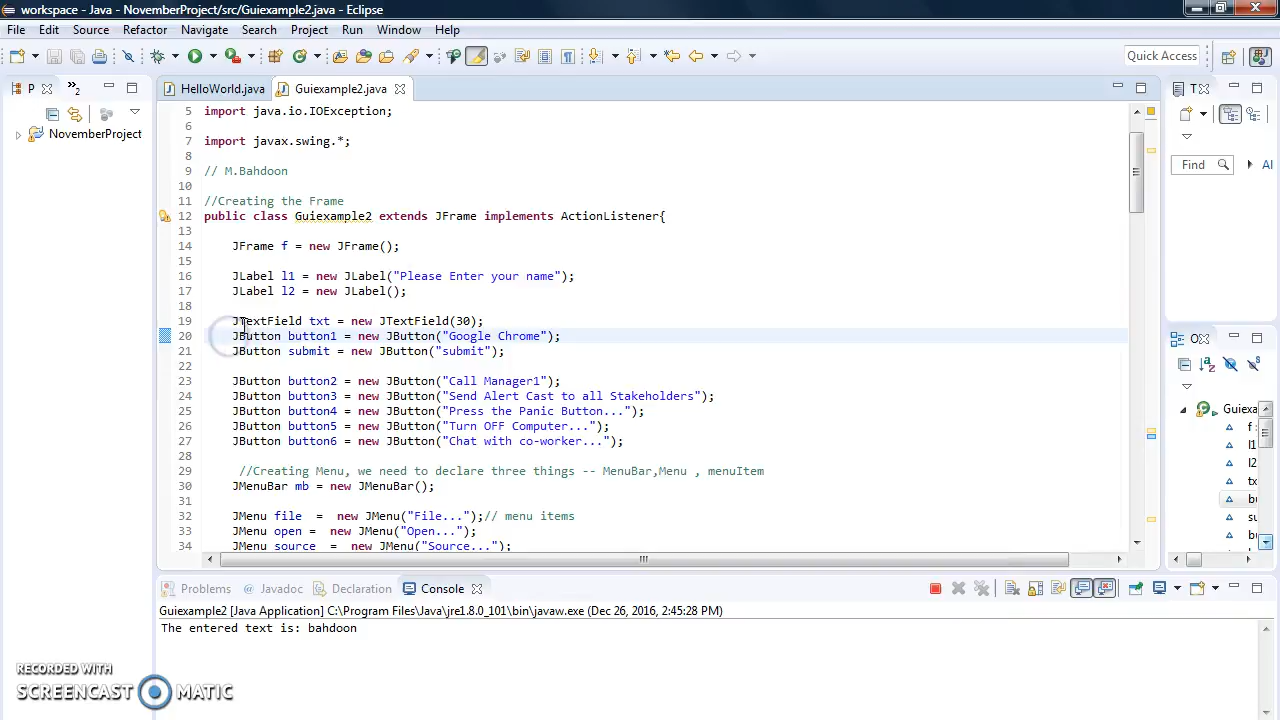 workspace - Java - NovemberProject/src/Guiexample2.java - Eclipse
File Edit Source Refactor Navigate Search Project Run Window Help
Quick Access
P
HelloWorld.java
Guiexample2.java
NovemberProject
5 import java.io.IOException;
6
7 import javax.swing.*;
8
9 // M.Bahdoon
10
11 //Creating the Frame
12 public class Guiexample2 extends JFrame implements ActionListener{
13
14 JFrame f = new JFrame();
15
16 JLabel l1 = new JLabel("Please Enter your name");
17 JLabel l2 = new JLabel();
18
19 JTextField txt = new JTextField(30);
20 JButton button1 = new JButton("Google Chrome");
21 JButton submit = new JButton("submit");
22
23 JButton button2 = new JButton("Call Manager1");
24 JButton button3 = new JButton("Send Alert Cast to all Stakeholders");
25 JButton button4 = new JButton("Press the Panic Button...");
26 JButton button5 = new JButton("Turn OFF Computer...");
27 JButton button6 = new JButton("Chat with co-worker...");
28
29 //Creating Menu, we need to declare three things -- MenuBar,Menu , menuItem
30 JMenuBar mb = new JMenuBar();
31
32 JMenu file = new JMenu("File...");// menu items
33 JMenu open = new JMenu("Open...");
34 JMenu source = new JMenu("Source...");
T
Find
Al
O
Guiexa
f :
l1
l2
tx
bu
su
bu
Problems
@ Javadoc
Declaration
Console
Guiexample2 [Java Application] C:\Program Files\Java\jre1.8.0_101\bin\javaw.exe (Dec 26, 2016, 2:45:28 PM)
The entered text is: bahdoon
RECORDED WITH
SCREENCAST MATIC